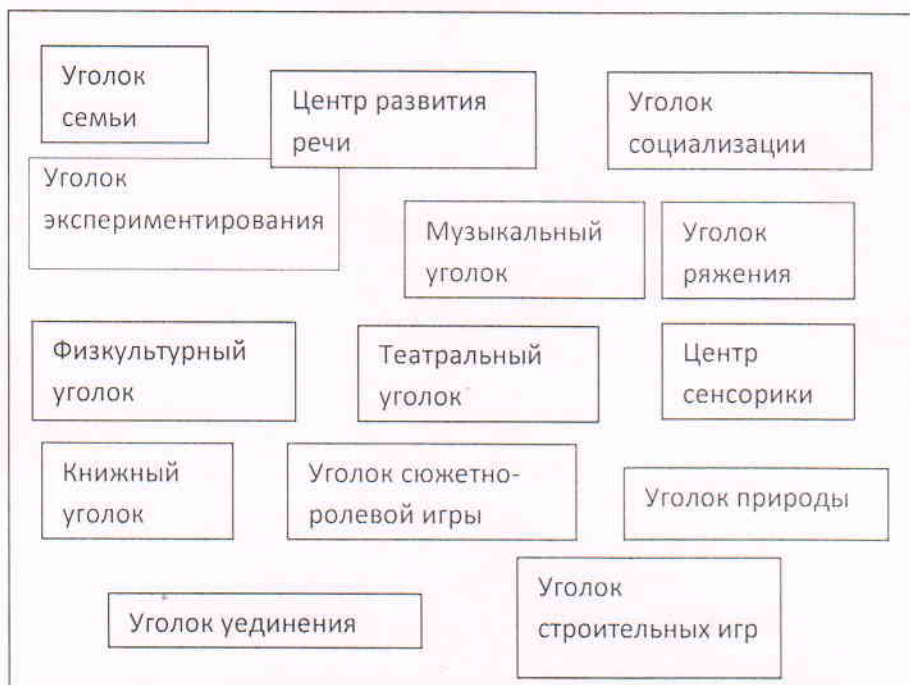 Уголок
семьи
Центр развития
речи
Уголок
социализации
Уголок
экспериментирования
Музыкальный
уголок
Уголок
ряжения
Физкультурный
уголок
Театральный
уголок
Центр
сенсорики
Книжный
уголок
Уголок сюжетно-
ролевой игры
Уголок природы
Уголок уединения
Уголок
строительных игр